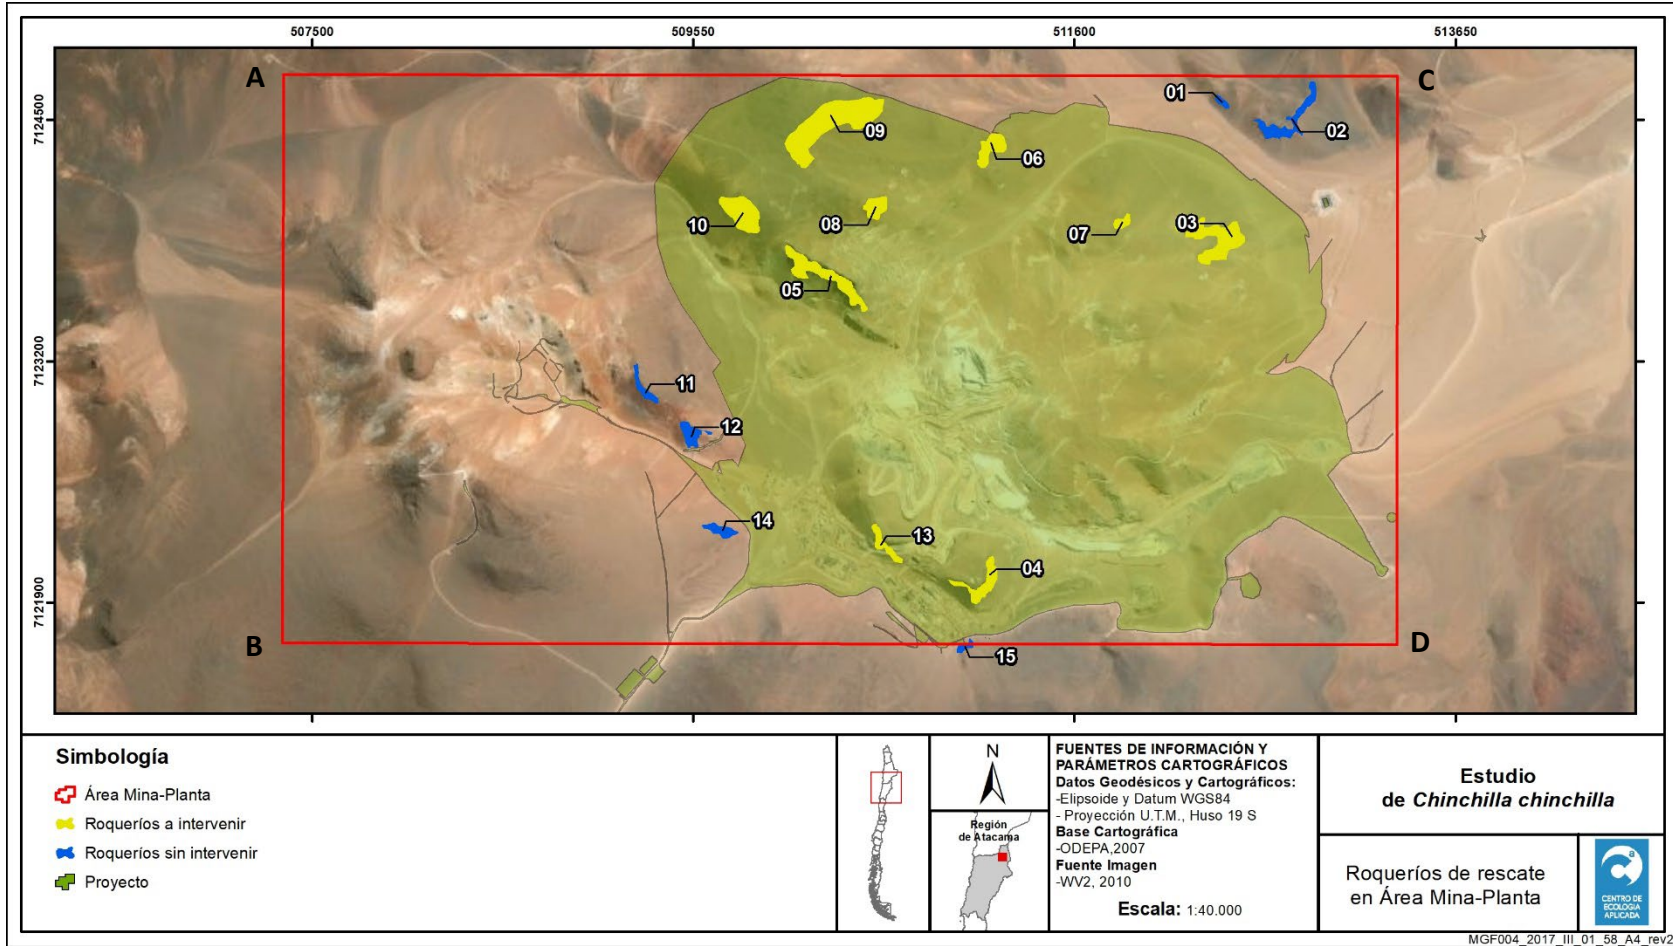 507500
509550
511600
513650
7124500
7123200
7121900
A
C
B
D
01
02
09
06
10
08
07
03
05
11
12
14
13
04
15
Simbología
Área Mina-Planta
Roqueríos a intervenir
Roqueríos sin intervenir
Proyecto
N
Región
de Atacama
FUENTES DE INFORMACIÓN Y
PARÁMETROS CARTOGRÁFICOS
Datos Geodésicos y Cartográficos:
-Elipsoide y Datum WGS84
- Proyección U.T.M., Huso 19 S
Base Cartográfica
-ODEPA,2007
Fuente Imagen
-WV2, 2010
Escala: 1:40.000
Estudio
de Chinchilla chinchilla
Roqueríos de rescate
en Área Mina-Planta
a
CENTRO DE
ECOLOGIA
APLICADA
MGF004_2017_III_01_58_A4_rev2